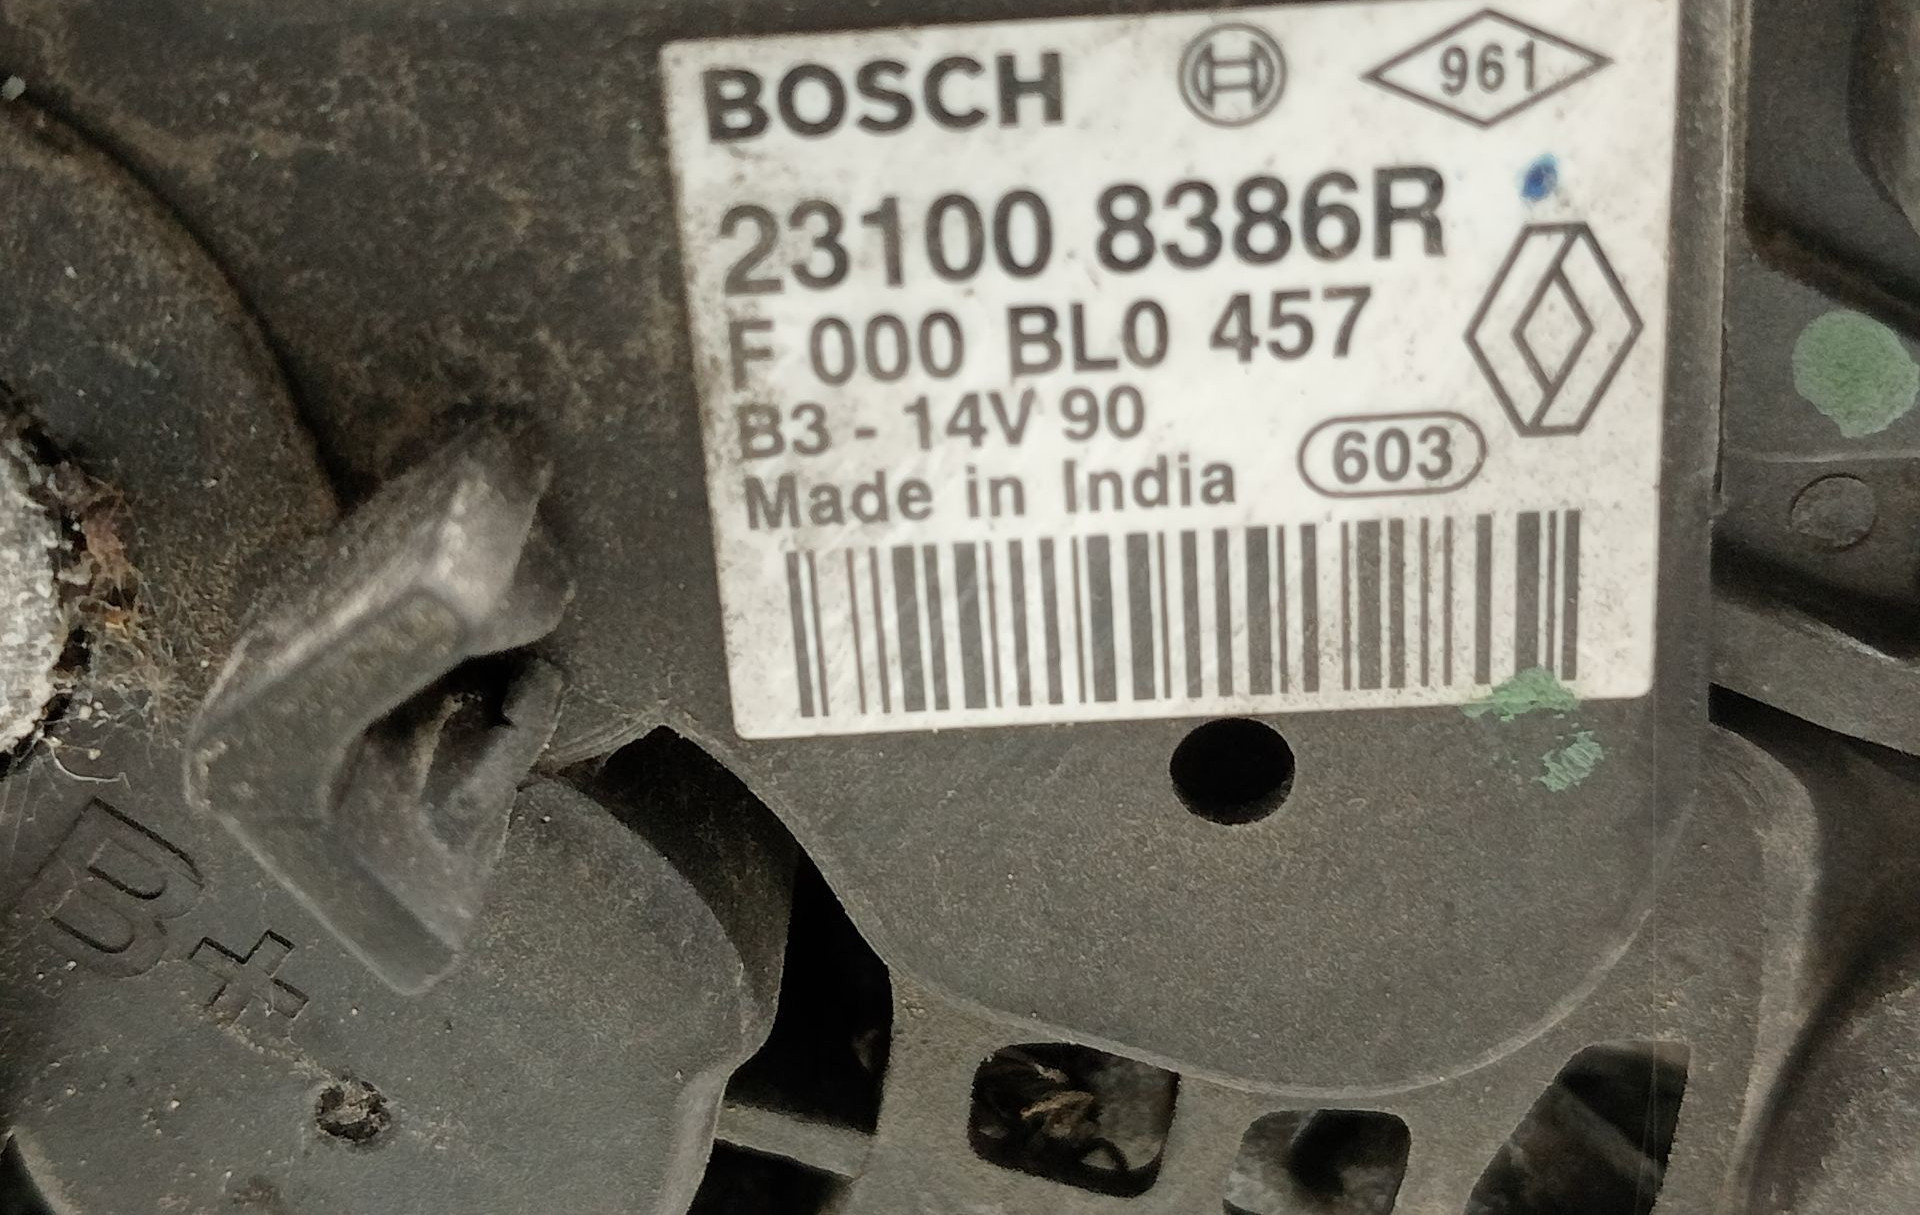 BOSCH 961
23100 8386R
F 000 BL0 457
B3 - 14V 90
Made in India 603
B+